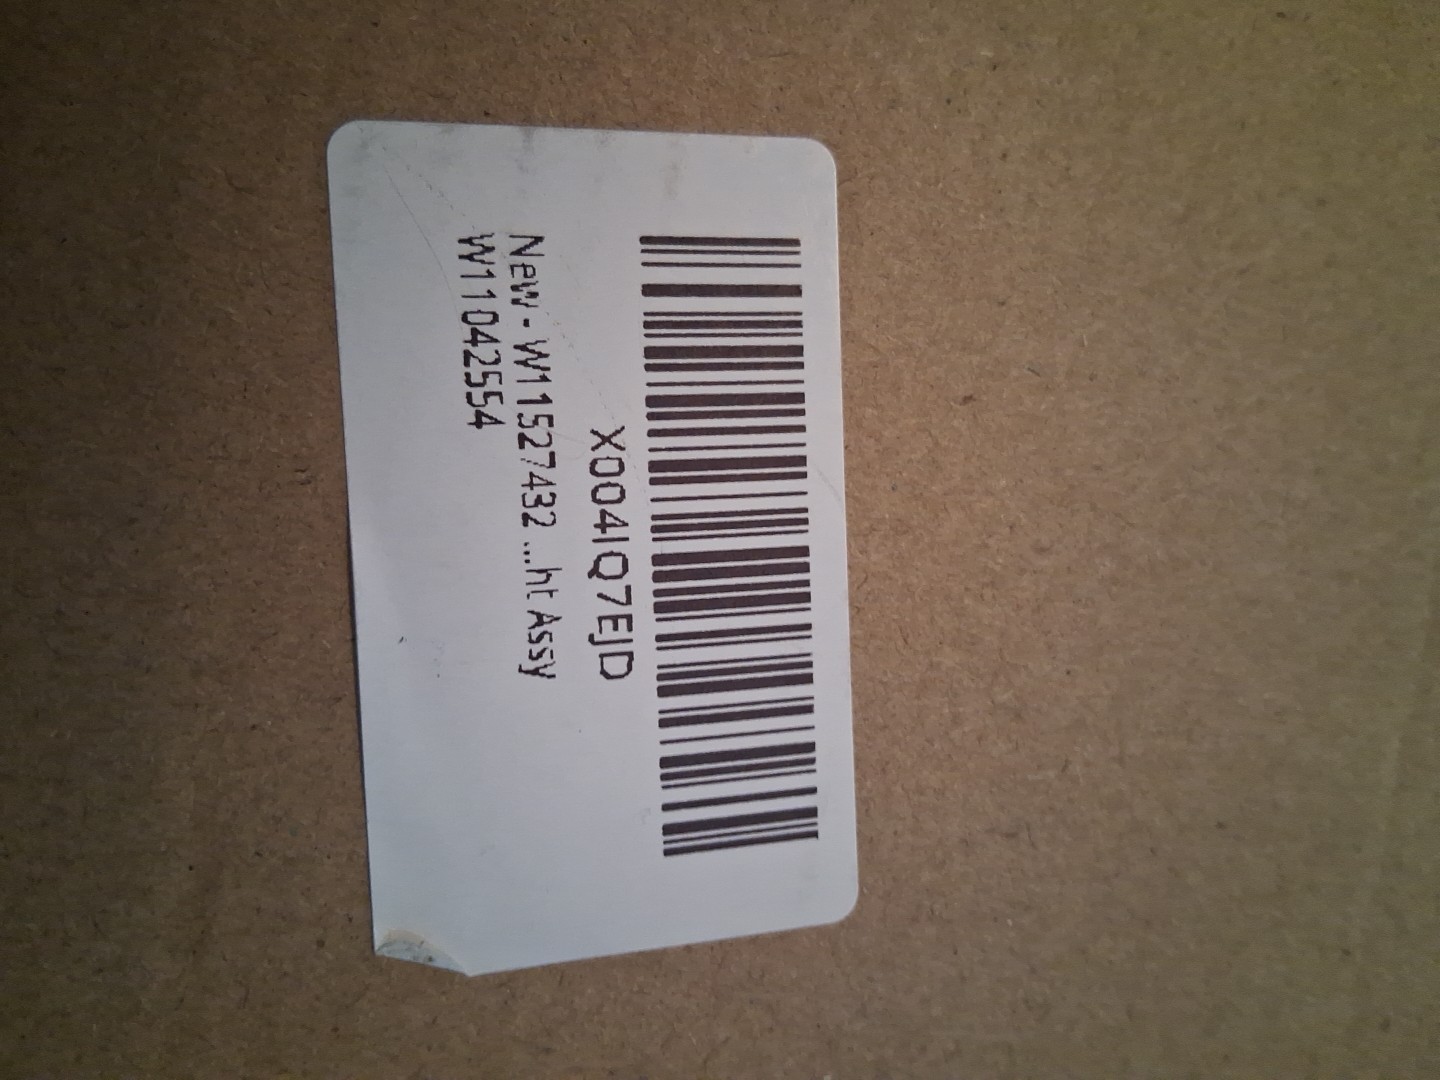 X004IQ7EJD
New - W11527432 ...ht Assy
W11042554